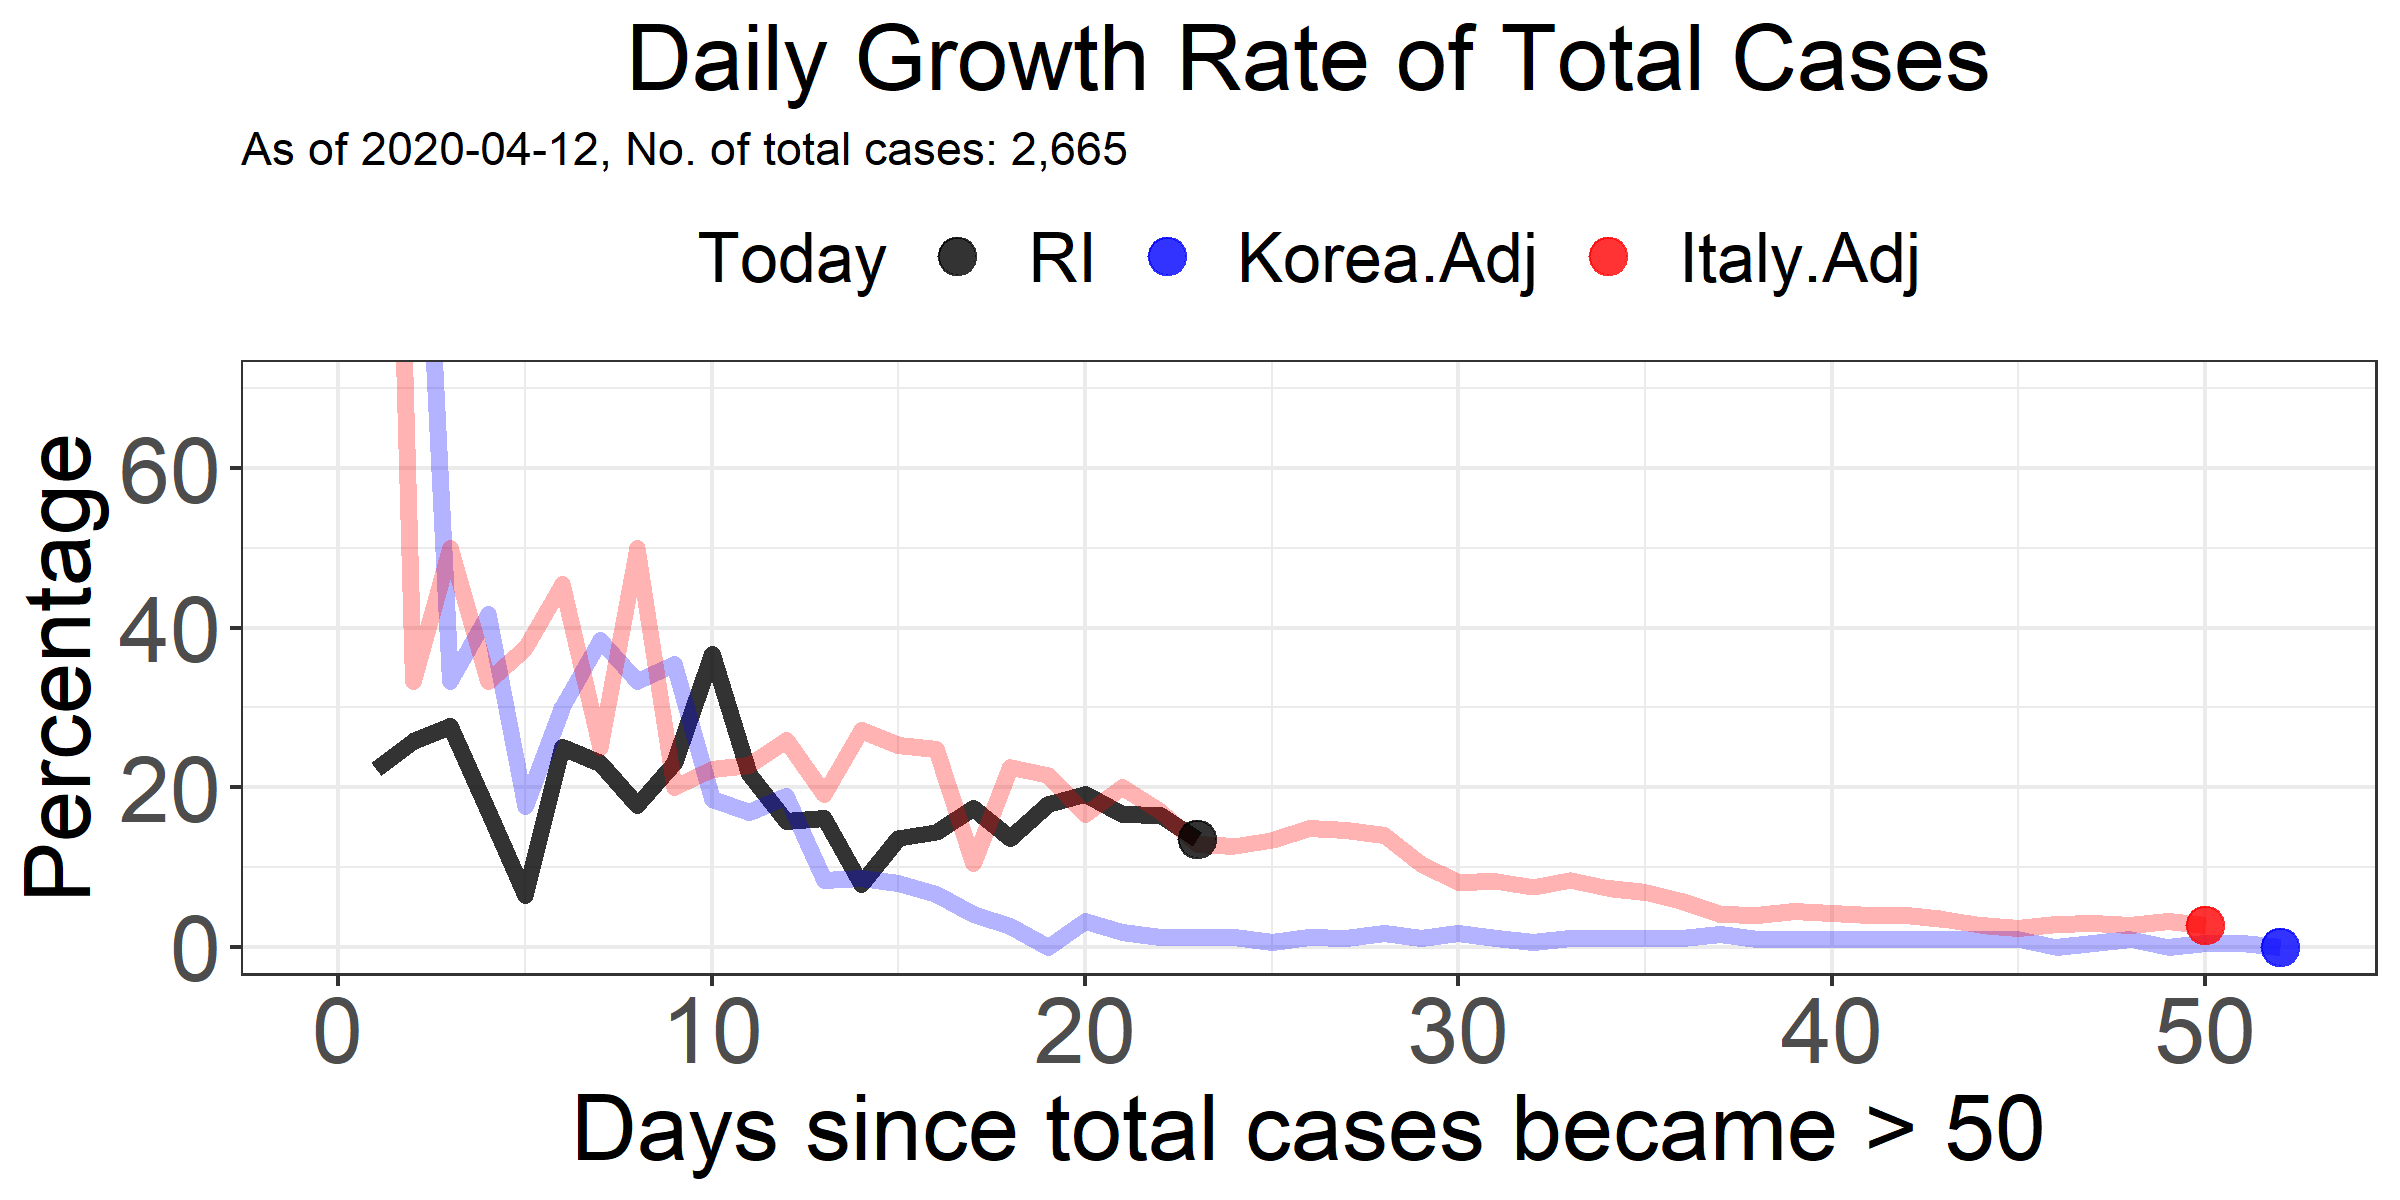 Daily Growth Rate of Total Cases
As of 2020-04-12, No. of total cases: 2,665
Today RI Korea.Adj Italy.Adj
Percentage
60
40
20
0
0 10 20 30 40 50
Days since total cases became > 50